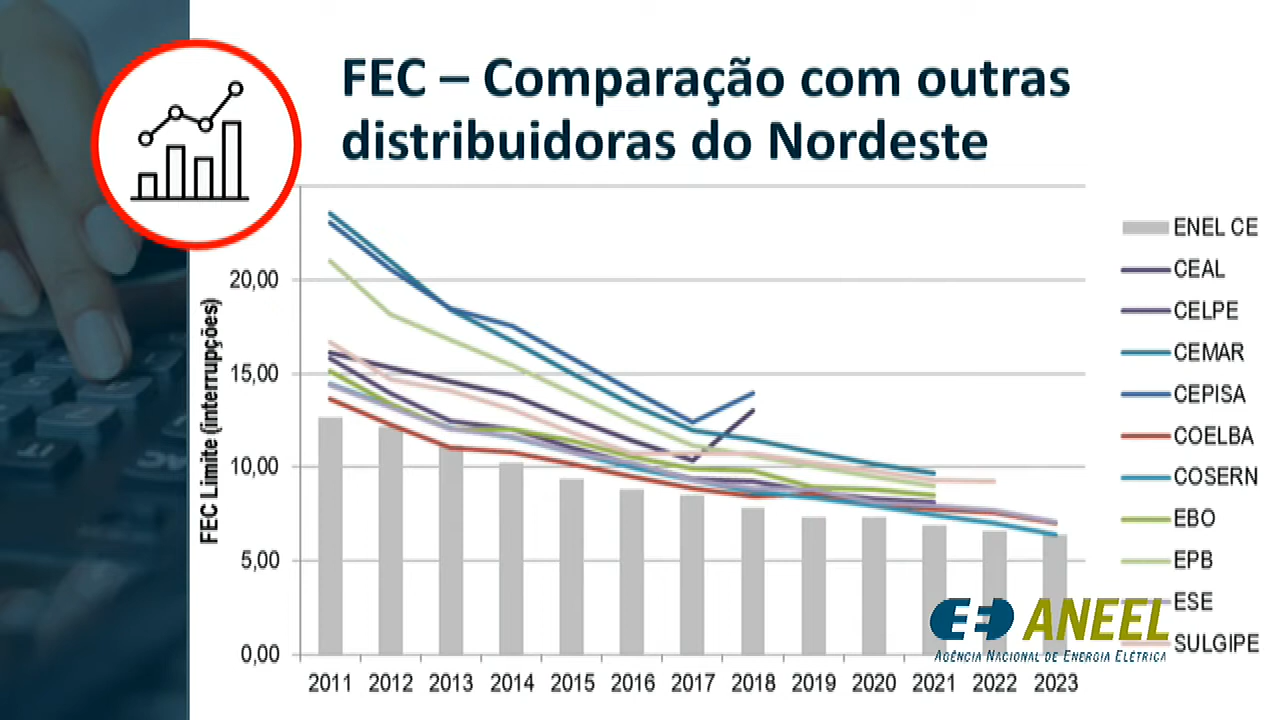 FEC – Comparação com outras
distribuidoras do Nordeste
FEC Limite (interrupções)
20,00
15,00
10,00
5,00
0,00
2011 2012 2013 2014 2015 2016 2017 2018 2019 2020 2021 2022 2023
ENEL CE
CEAL
CELPE
CEMAR
CEPISA
COELBA
COSERN
EBO
EPB
ESE
SULGIPE
ANEEL
AGÊNCIA NACIONAL DE ENERGIA ELÉTRICA